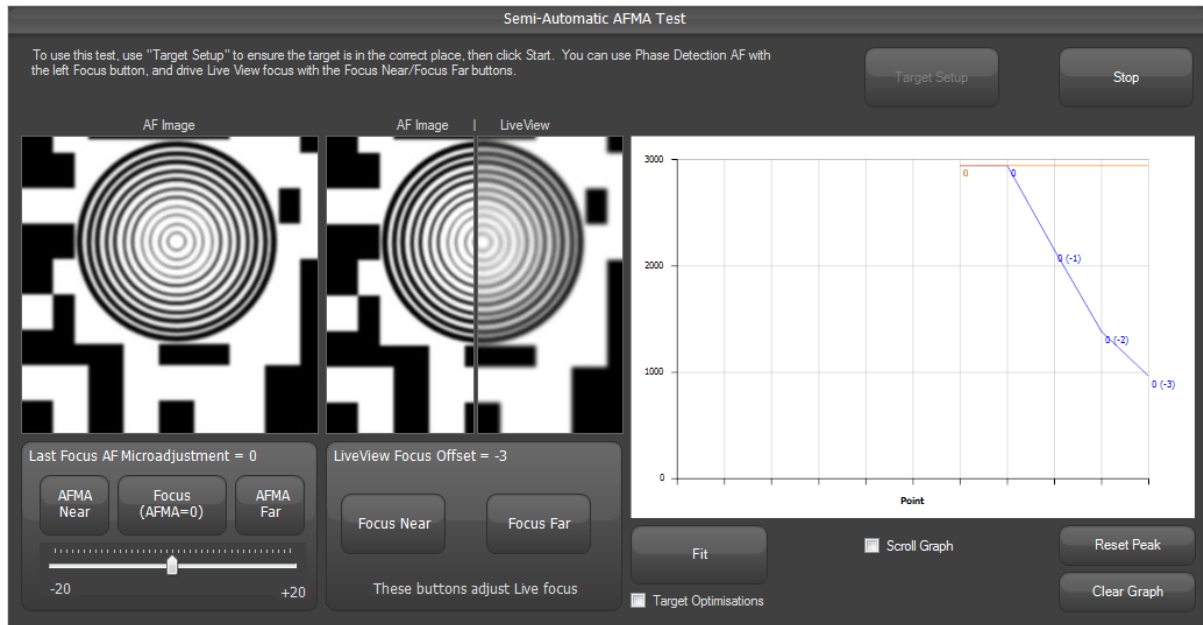 Semi-Automatic AFMA Test
To use this test, use "Target Setup" to ensure the target is in the correct place, then click Start.  You can use Phase Detection AF with
the left Focus button, and drive Live View focus with the Focus Near/Focus Far buttons.
Target Setup
Stop
AF Image
AF Image | LiveView
3000
2000
1000
0
0
0
0 (-1)
0 (-2)
0 (-3)
Point
Last Focus AF Microadjustment = 0
AFMA
Near
Focus
(AFMA=0)
AFMA
Far
-20
+20
LiveView Focus Offset = -3
Focus Near
Focus Far
These buttons adjust Live focus
Fit
Scroll Graph
Reset Peak
Target Optimisations
Clear Graph